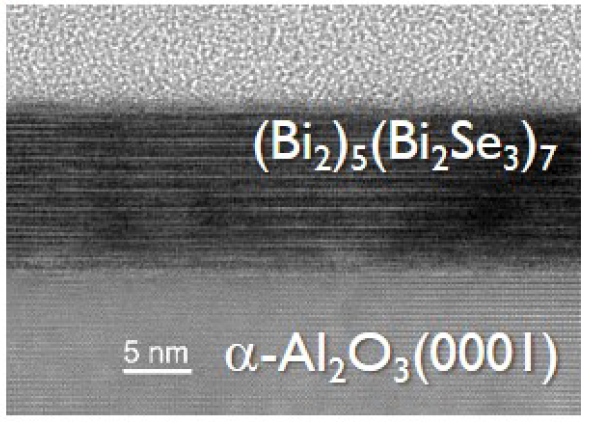 (Bi₂)₅(Bi₂Se₃)₇
5 nm
α-Al₂O₃(0001)